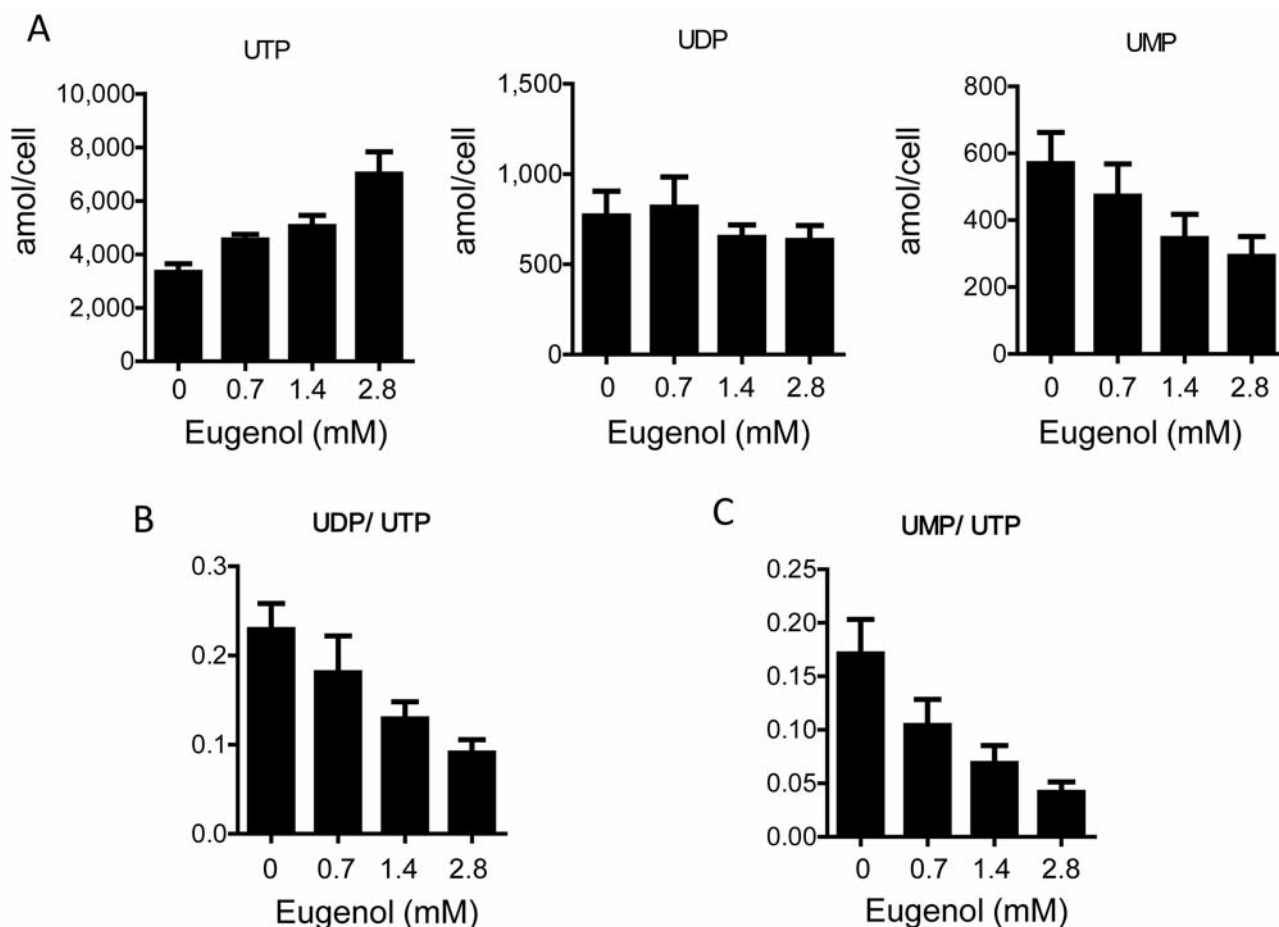 A
UTP
amol/cell
10,000
8,000
6,000
4,000
2,000
0
0 0.7 1.4 2.8
Eugenol (mM)
UDP
amol/cell
1,500
1,000
500
0
0 0.7 1.4 2.8
Eugenol (mM)
UMP
amol/cell
800
600
400
200
0
0 0.7 1.4 2.8
Eugenol (mM)
B
UDP/ UTP
0.3
0.2
0.1
0.0
0 0.7 1.4 2.8
Eugenol (mM)
C
UMP/ UTP
0.25
0.20
0.15
0.10
0.05
0.00
0 0.7 1.4 2.8
Eugenol (mM)